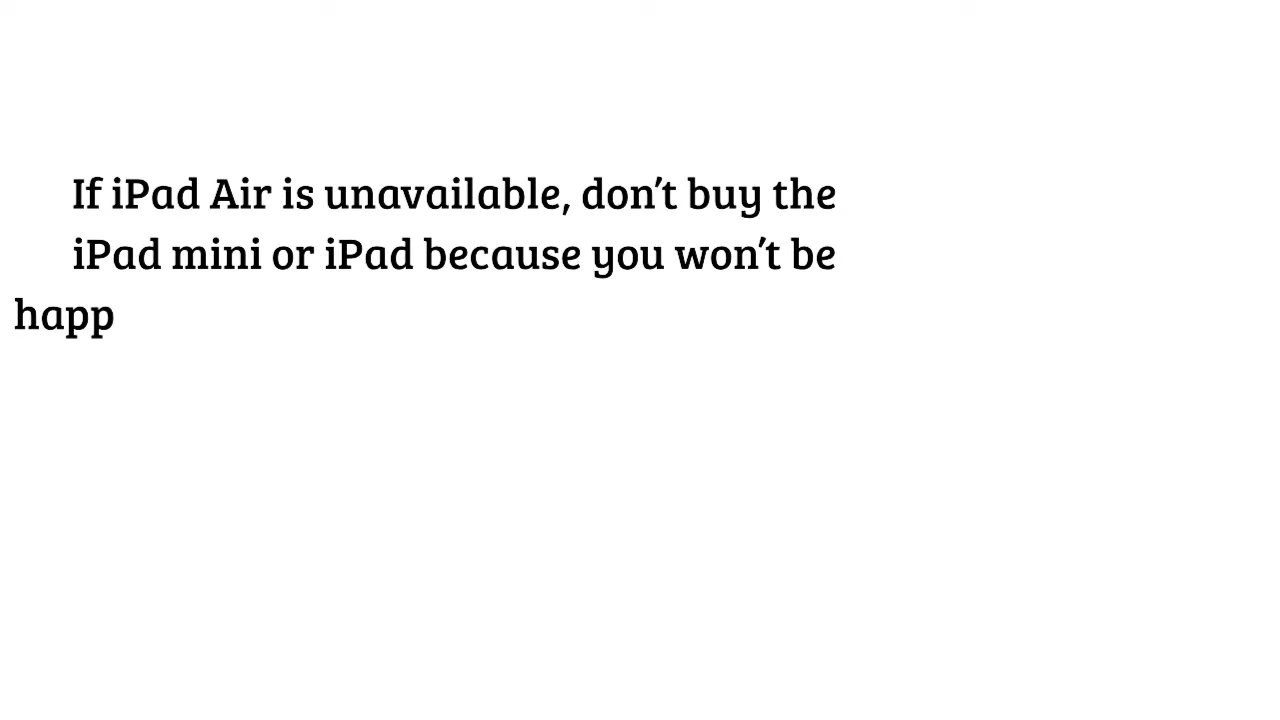 If iPad Air is unavailable, don’t buy the
iPad mini or iPad because you won’t be
happ